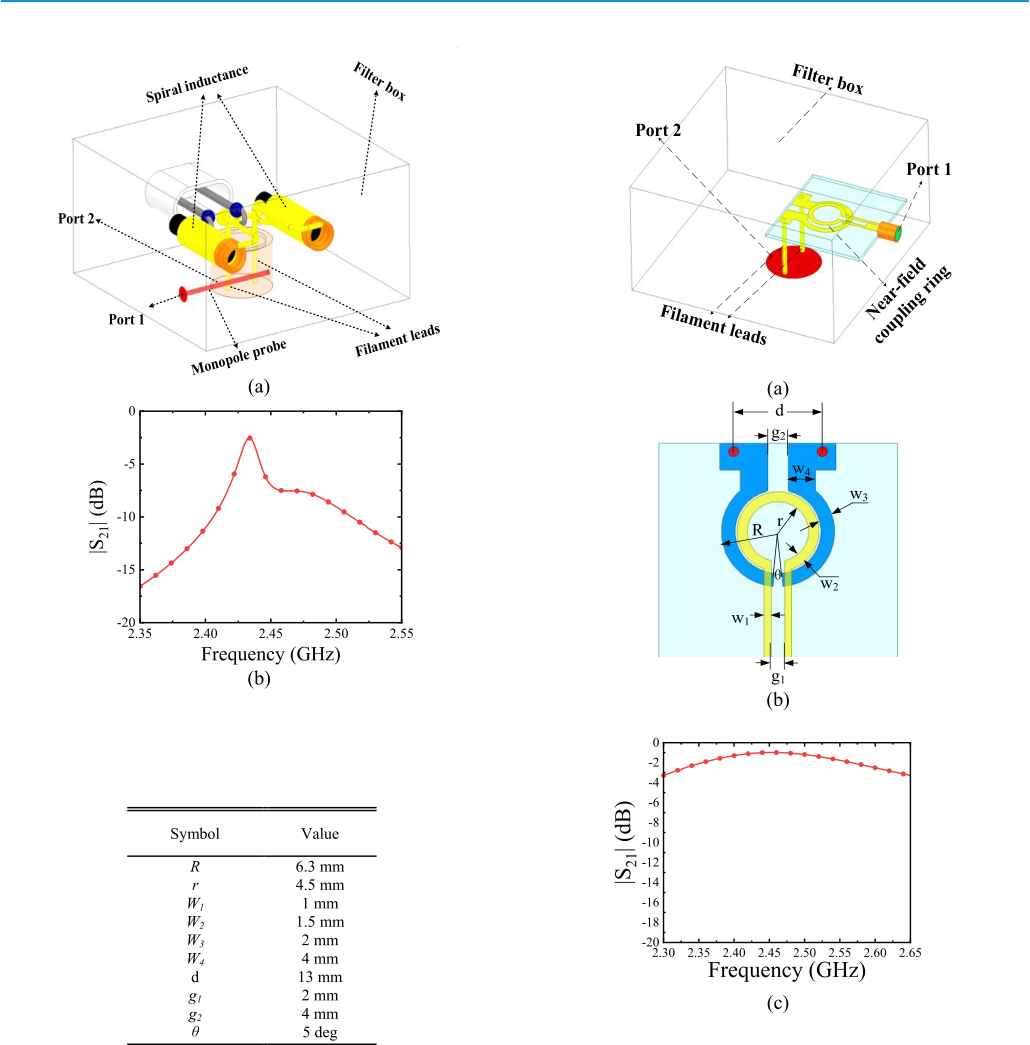 Spiral inductance
Filter box
Port 2
Port 1
Monopole probe
Filament leads
(a)
0
-5
-10
-15
-20
|S21| (dB)
2.35 2.40 2.45 2.50 2.55
Frequency (GHz)
(b)
Symbol Value
R 6.3 mm
r 4.5 mm
W1 1 mm
W2 1.5 mm
W3 2 mm
W4 4 mm
d 13 mm
g1 2 mm
g2 4 mm
θ 5 deg
Filter box
Port 2
Port 1
Filament leads
Near-field
coupling ring
(a)
d
g2
w4
w3
R
r
θ
w2
w1
g1
(b)
0
-2
-4
-6
-8
-10
-12
-14
-16
-18
-20
|S21| (dB)
2.30 2.35 2.40 2.45 2.50 2.55 2.60 2.65
Frequency (GHz)
(c)